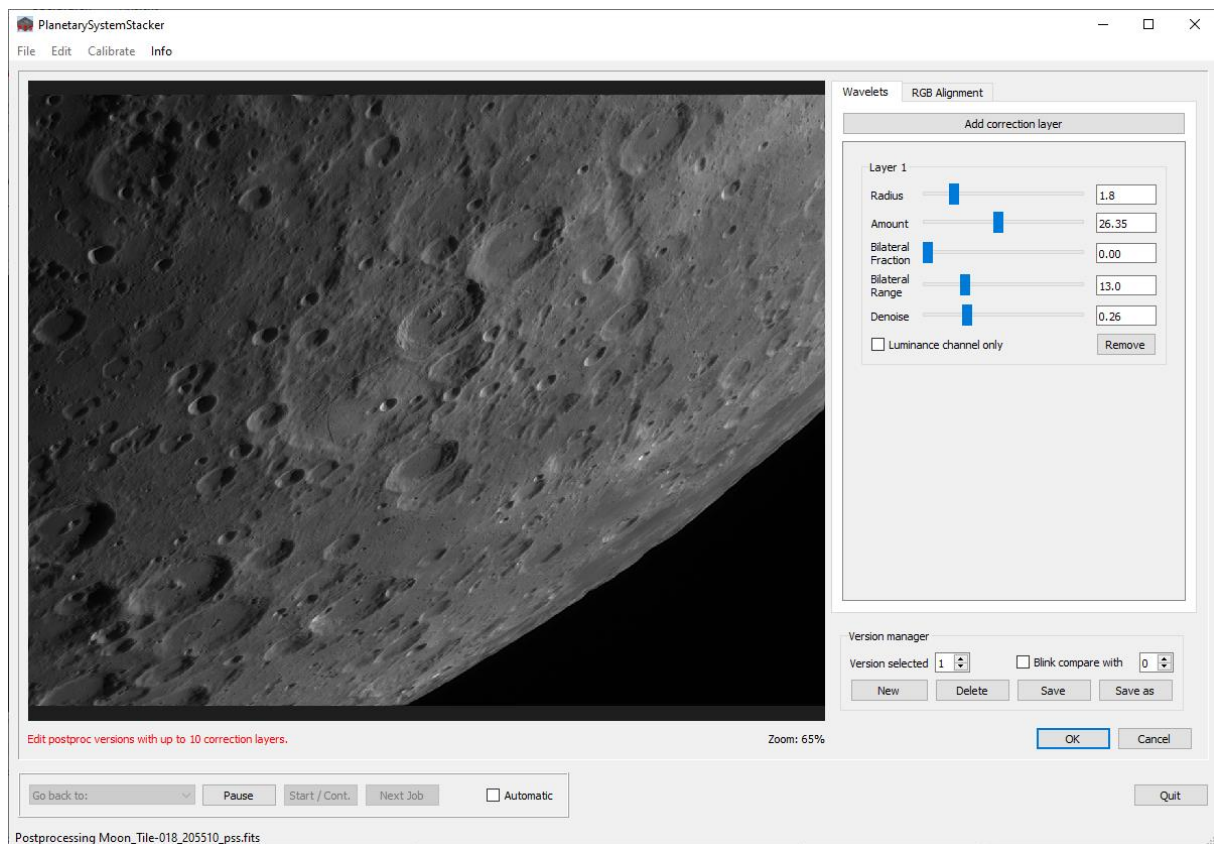 PlanetarySystemStacker
File Edit Calibrate Info
Wavelets RGB Alignment
Add correction layer
Layer 1
Radius 1.8
Amount 26.35
Bilateral
Fraction 0.00
Bilateral
Range 13.0
Denoise 0.26
Luminance channel only Remove
Version manager
Version selected 1 Blink compare with 0
New Delete Save Save as
Edit postproc versions with up to 10 correction layers. Zoom: 65% OK Cancel
Go back to: Pause Start / Cont. Next Job Automatic Quit
Postprocessing Moon_Tile-018_205510_pss.fits